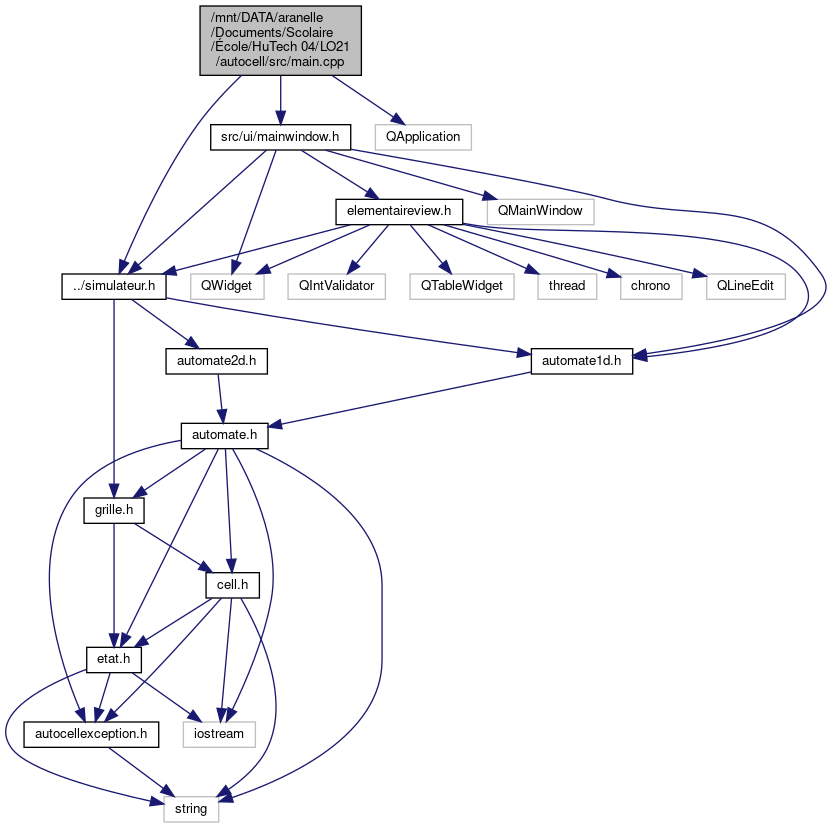 /mnt/DATA/aranelle
/Documents/Scolaire
/École/HuTech 04/LO21
/autocell/src/main.cpp
src/ui/mainwindow.h
QApplication
elementaireview.h
QMainWindow
../simulateur.h
QWidget
QIntValidator
QTableWidget
thread
chrono
QLineEdit
automate2d.h
automate1d.h
automate.h
grille.h
cell.h
etat.h
autocellexception.h
iostream
string